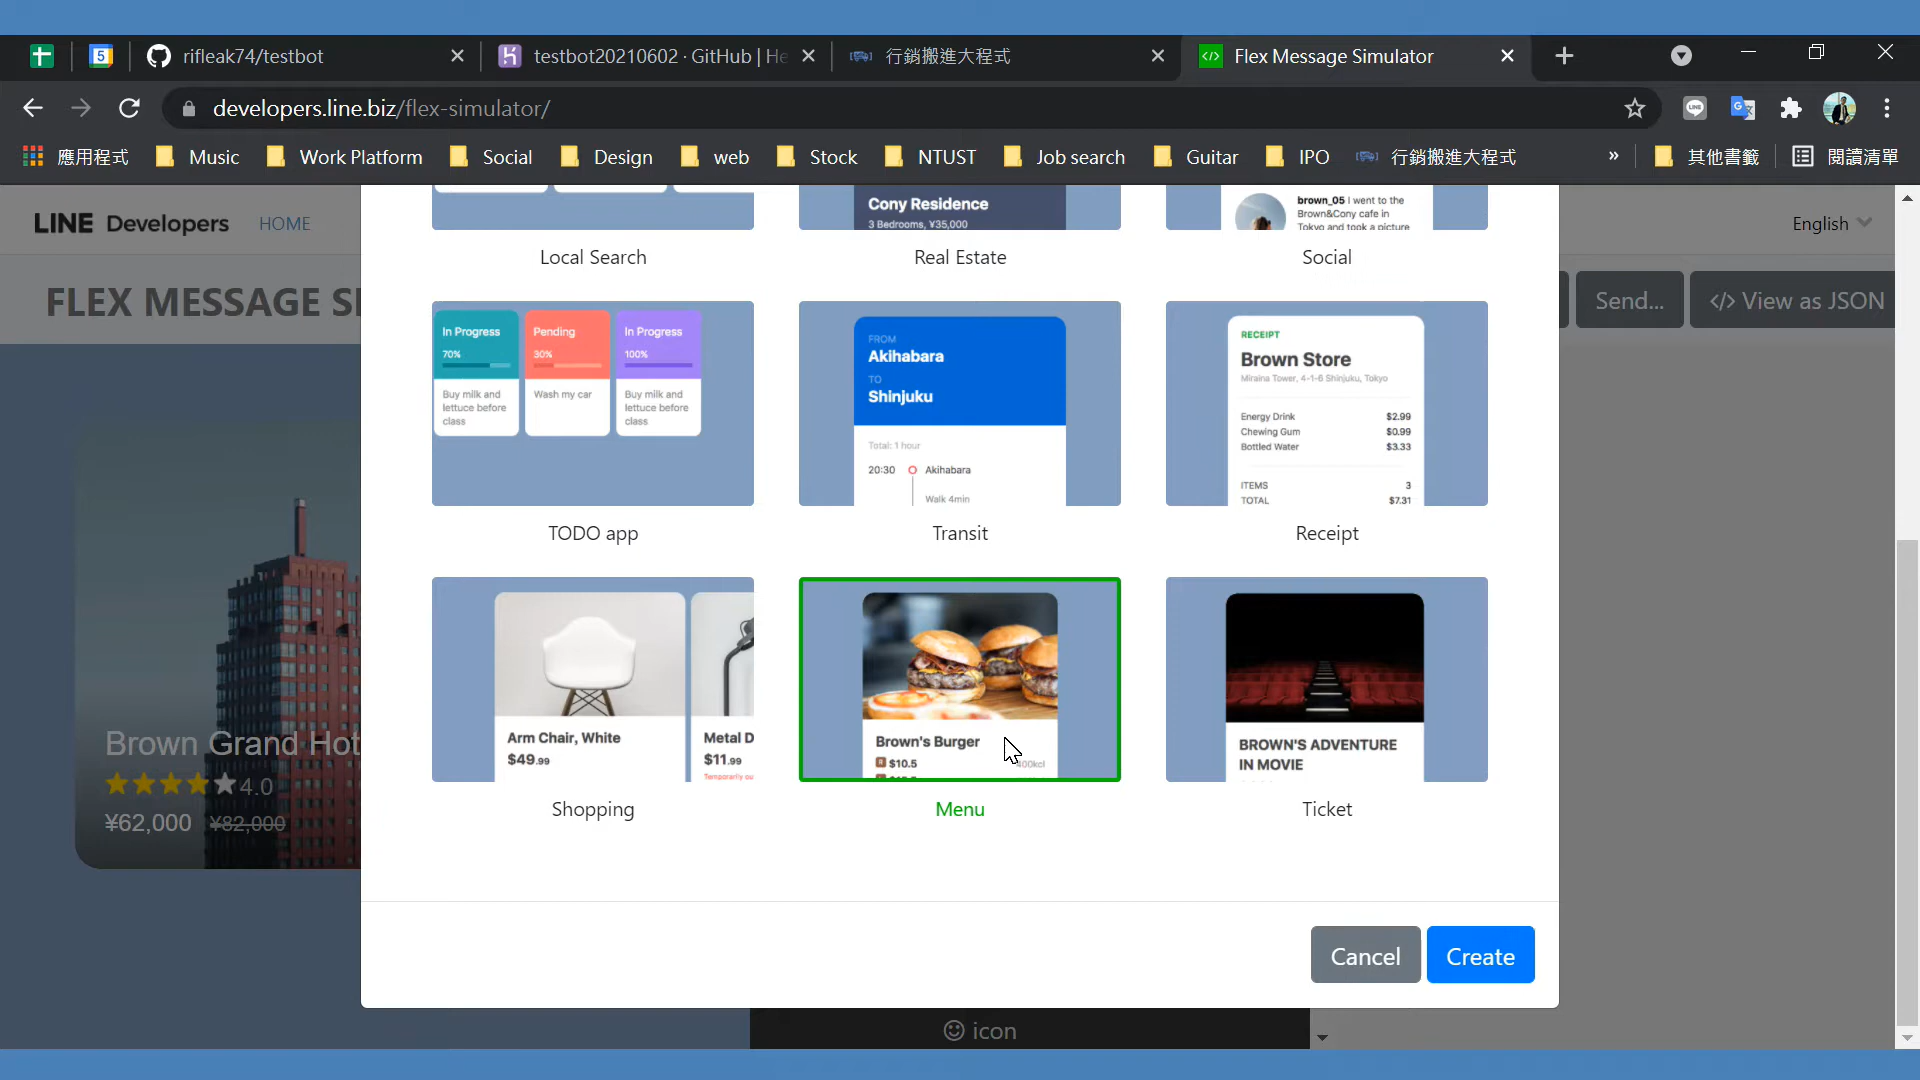 5
rifleak74/testbot
testbot20210602 · GitHub | He
行銷搬進大程式
Flex Message Simulator
developers.line.biz/flex-simulator/
應用程式
Music
Work Platform
Social
Design
web
Stock
NTUST
Job search
Guitar
IPO
行銷搬進大程式
»
其他書籤
閱讀清單
LINE Developers
HOME
English
FLEX MESSAGE SI
Send...
</> View as JSON
Cony Residence
3 Bedrooms, ¥35,000
brown_05 I went to the
Brown&Cony cafe in
Tokyo and took a picture
Local Search
Real Estate
Social
In Progress
70%
Buy milk and
lettuce before
class
Pending
30%
Wash my car
In Progress
100%
Buy milk and
lettuce before
class
FROM
Akihabara
TO
Shinjuku
Total: 1 hour
20:30
Akihabara
Walk 4min
RECEIPT
Brown Store
Miraina Tower, 4-1-6 Shinjuku, Tokyo
Energy Drink $2.99
Chewing Gum $0.99
Bottled Water $3.33
ITEMS 3
TOTAL $7.31
TODO app
Transit
Receipt
Arm Chair, White
$49.99
Metal D
$11.99
Temporarily ou
Brown's Burger
$10.5
400kcl
BROWN'S ADVENTURE
IN MOVIE
Shopping
Menu
Ticket
Brown Grand Hot
4.0
¥62,000 ¥82,000
Cancel
Create
icon